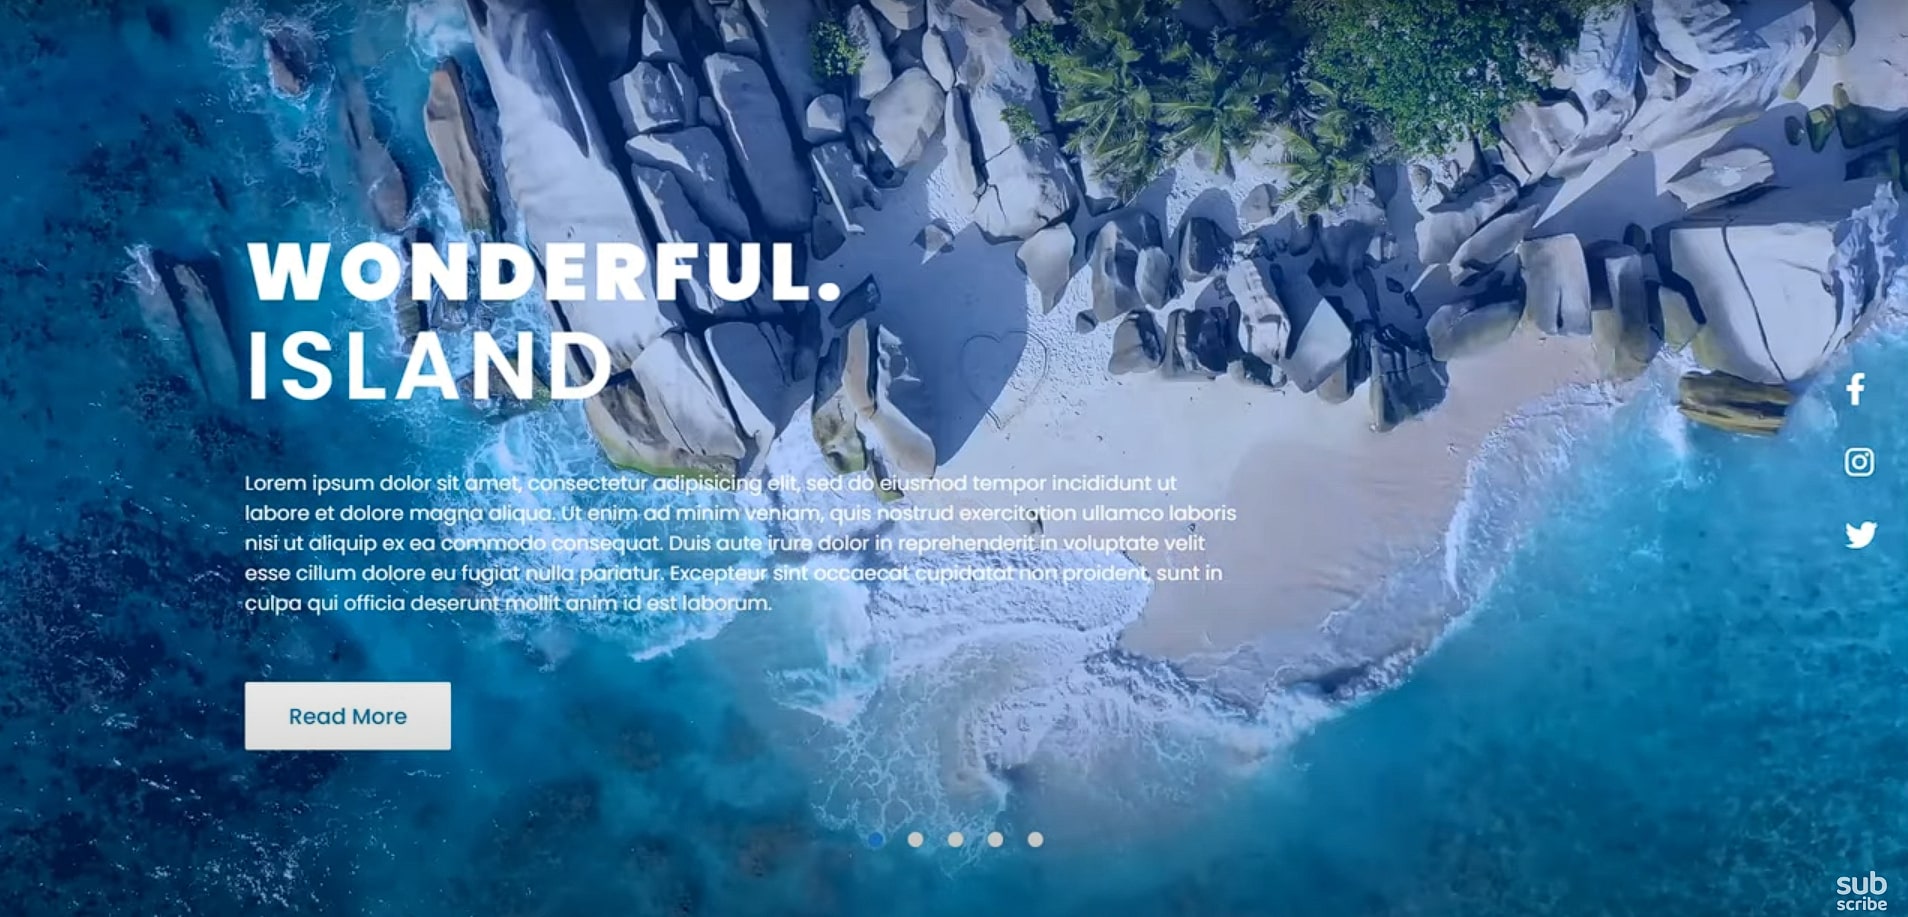 WONDERFUL.
ISLAND
Lorem ipsum dolor sit amet, consectetur adipisicing elit, sed do eiusmod tempor incididunt ut
labore et dolore magna aliqua. Ut enim ad minim veniam, quis nostrud exercitation ullamco laboris
nisi ut aliquip ex ea commodo consequat. Duis aute irure dolor in reprehenderit in voluptate velit
esse cillum dolore eu fugiat nulla pariatur. Excepteur sint occaecat cupidatat non proident, sunt in
culpa qui officia deserunt mollit anim id est laborum.
Read More
sub
scribe